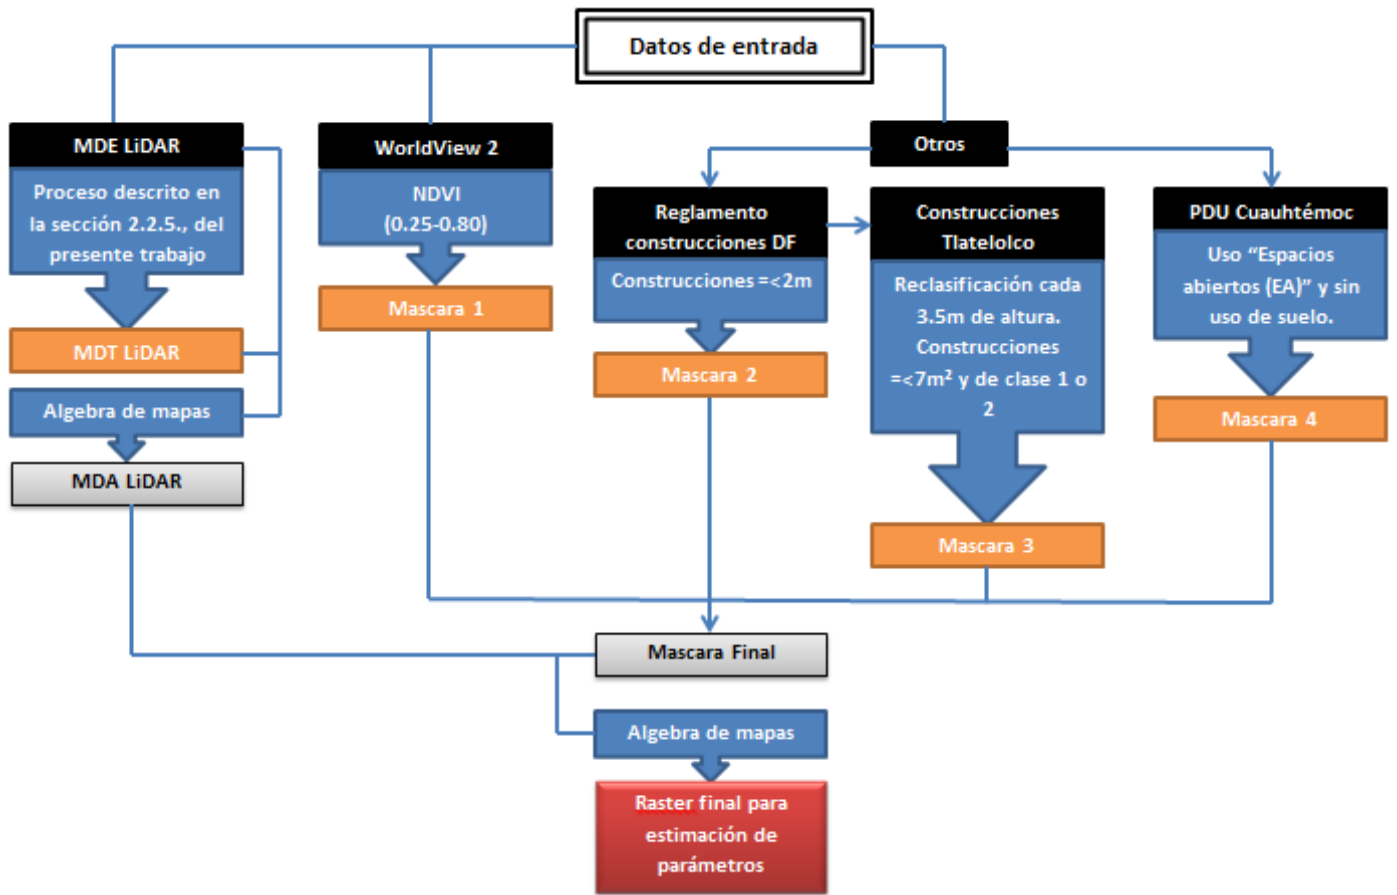 Datos de entrada
MDE LiDAR
Proceso descrito en
la sección 2.2.5., del
presente trabajo
MDT LiDAR
Algebra de mapas
MDA LiDAR
WorldView 2
NDVI
(0.25-0.80)
Mascara 1
Otros
Reglamento
construcciones DF
Construcciones =<2m
Mascara 2
Construcciones
Tlatelolco
Reclasificación cada
3.5m de altura.
Construcciones
=<7m² y de clase 1 o
2
Mascara 3
PDU Cuauhtémoc
Uso “Espacios
abiertos (EA)” y sin
uso de suelo.
Mascara 4
Mascara Final
Algebra de mapas
Raster final para
estimación de
parámetros